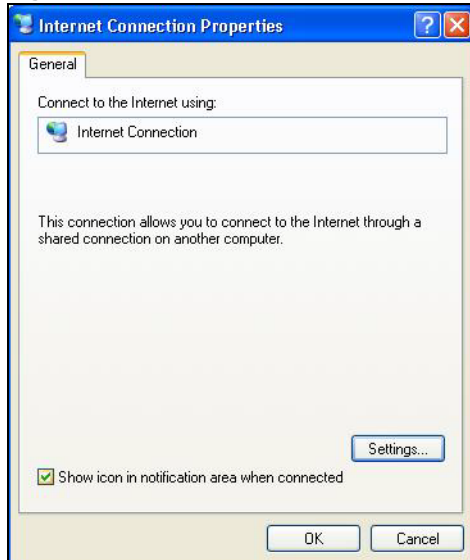 Internet Connection Properties
General
Connect to the Internet using:
Internet Connection
This connection allows you to connect to the Internet through a
shared connection on another computer.
Settings...
Show icon in notification area when connected
OK
Cancel